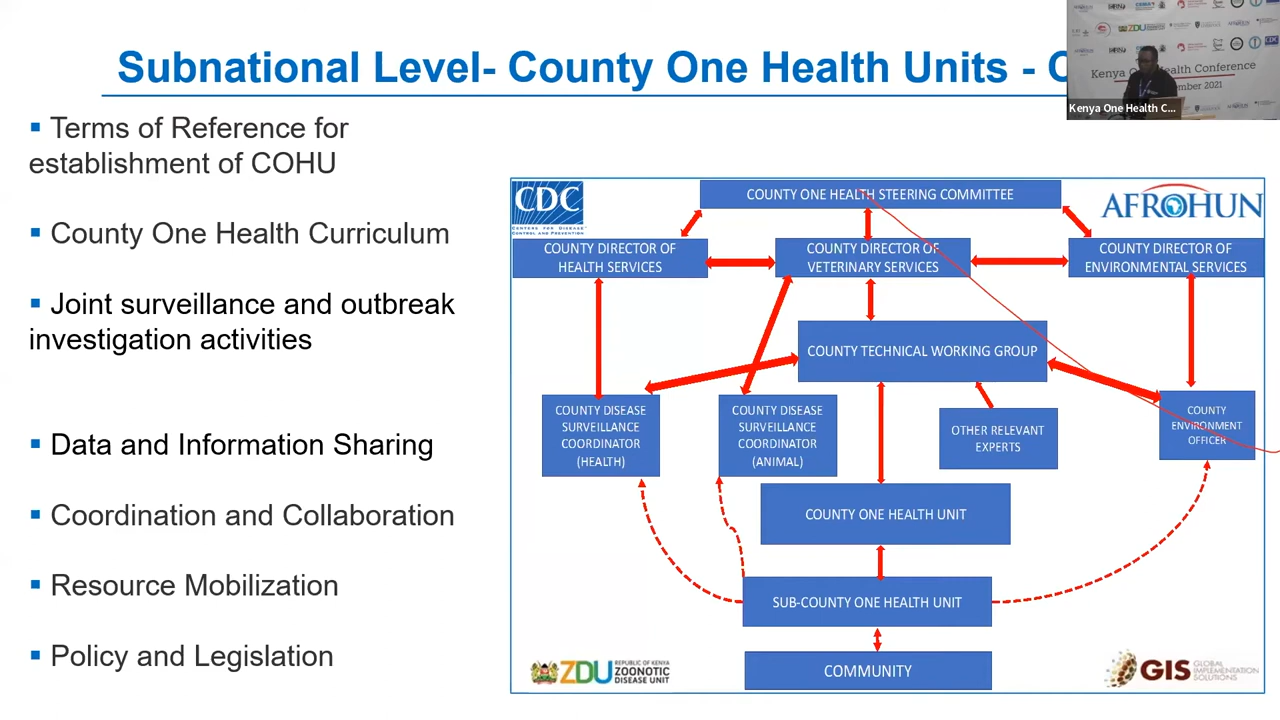 Subnational Level- County One Health Units - C
Kenya One Health Conference
Kenya One Health C...
▪ Terms of Reference for
establishment of COHU
▪ County One Health Curriculum
▪ Joint surveillance and outbreak
investigation activities
▪ Data and Information Sharing
▪ Coordination and Collaboration
▪ Resource Mobilization
▪ Policy and Legislation
CDC
CENTERS FOR DISEASE
CONTROL AND PREVENTION
COUNTY ONE HEALTH STEERING COMMITTEE
AFROHUN
COUNTY DIRECTOR OF
HEALTH SERVICES
COUNTY DIRECTOR OF
VETERINARY SERVICES
COUNTY DIRECTOR OF
ENVIRONMENTAL SERVICES
COUNTY TECHNICAL WORKING GROUP
COUNTY DISEASE
SURVEILLANCE
COORDINATOR
(HEALTH)
COUNTY DISEASE
SURVEILLANCE
COORDINATOR
(ANIMAL)
OTHER RELEVANT
EXPERTS
COUNTY
ENVIRONMENT
OFFICER
COUNTY ONE HEALTH UNIT
SUB-COUNTY ONE HEALTH UNIT
COMMUNITY
ZDU
REPUBLIC OF KENYA
ZOONOTIC
DISEASE UNIT
GIS
GLOBAL
IMPLEMENTATION
SOLUTIONS